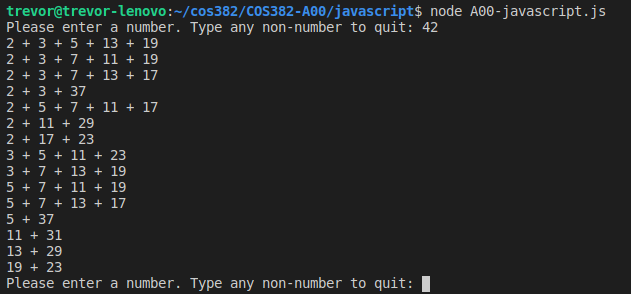 trevor@trevor-lenovo:~/cos382/COS382-A00/javascript$ node A00-javascript.js
Please enter a number. Type any non-number to quit: 42
2 + 3 + 5 + 13 + 19
2 + 3 + 7 + 11 + 19
2 + 3 + 7 + 13 + 17
2 + 3 + 37
2 + 5 + 7 + 11 + 17
2 + 11 + 29
2 + 17 + 23
3 + 5 + 11 + 23
3 + 7 + 13 + 19
5 + 7 + 11 + 19
5 + 7 + 13 + 17
5 + 37
11 + 31
13 + 29
19 + 23
Please enter a number. Type any non-number to quit: